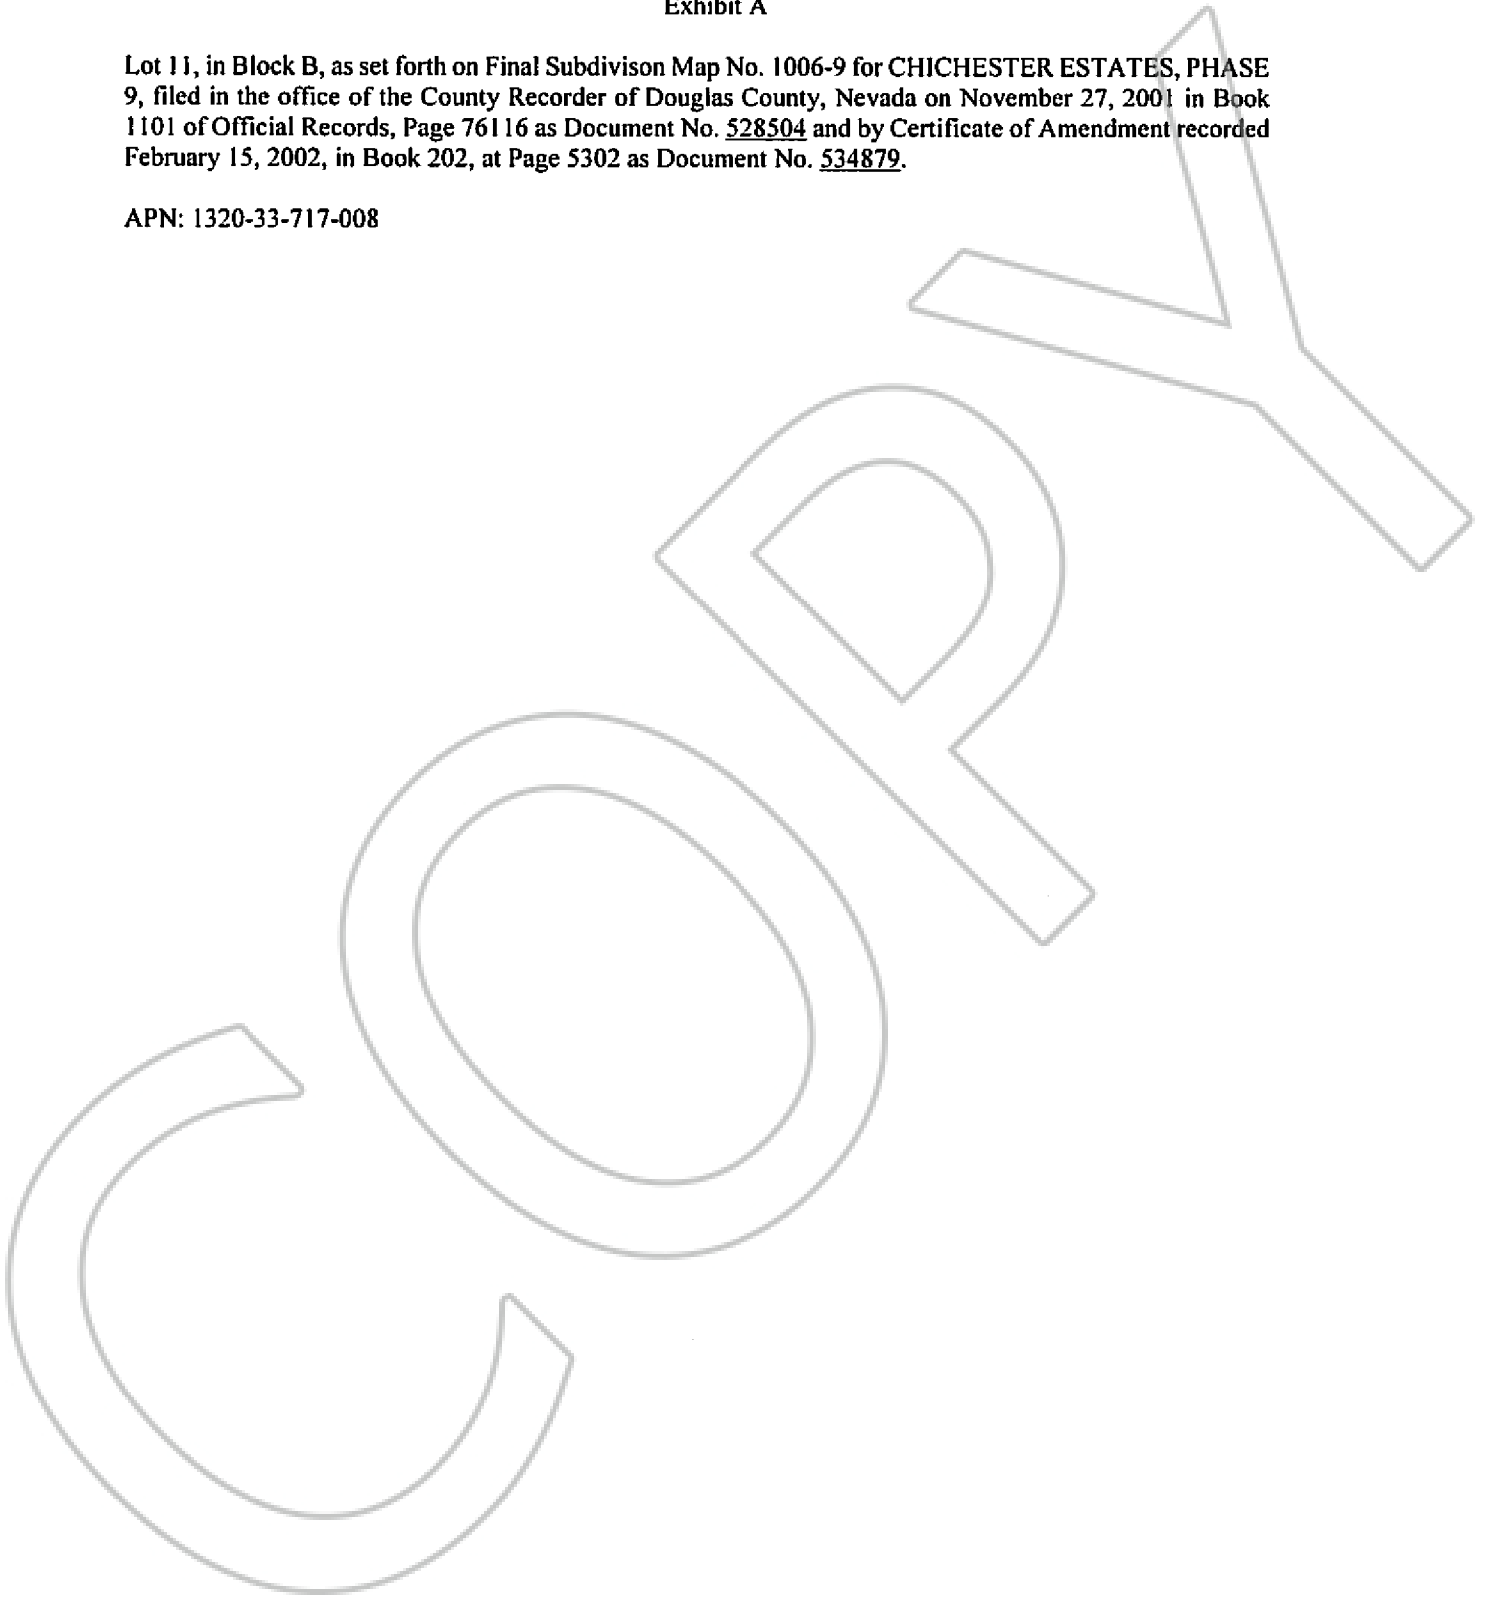 Exhibit A
Lot 11, in Block B, as set forth on Final Subdivison Map No. 1006-9 for CHICHESTER ESTATES, PHASE
9, filed in the office of the County Recorder of Douglas County, Nevada on November 27, 2001 in Book
1101 of Official Records, Page 76116 as Document No. 528504 and by Certificate of Amendment recorded
February 15, 2002, in Book 202, at Page 5302 as Document No. 534879.
APN: 1320-33-717-008
COPY